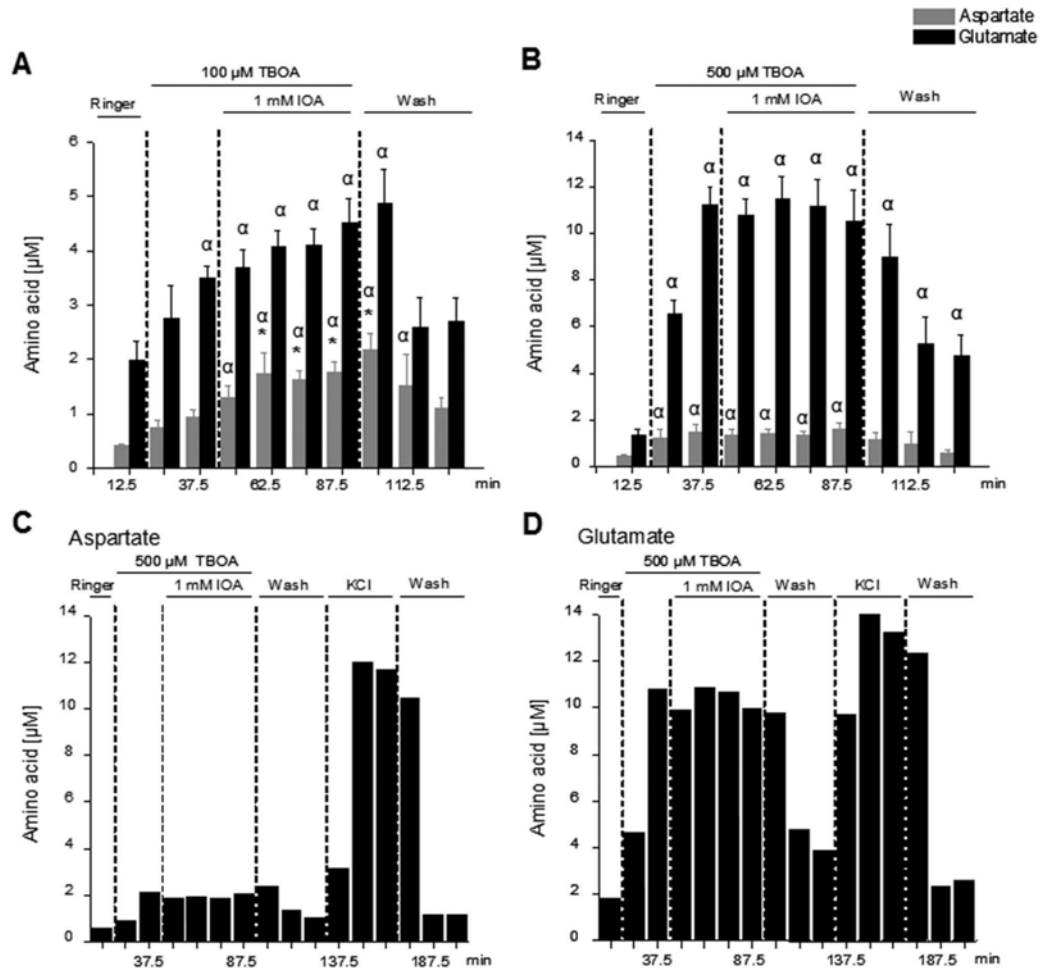 Aspartate
Glutamate
A
100 µM TBOA
Ringer
1 mM IOA
Wash
Amino acid [µM]
6
5
4
3
2
1
0
α α α α α α
α α α α α α
* * * *
12.5 37.5 62.5 87.5 112.5 min
B
500 µM TBOA
Ringer
1 mM IOA
Wash
Amino acid [µM]
14
12
10
8
6
4
2
0
α α α α α α α α α
α α α α α α
12.5 37.5 62.5 87.5 112.5 min
C
Aspartate
500 µM TBOA
Ringer
1 mM IOA
Wash
KCl
Wash
Amino acid [µM]
14
12
10
8
6
4
2
0
37.5 87.5 137.5 187.5 min
D
Glutamate
500 µM TBOA
Ringer
1 mM IOA
Wash
KCl
Wash
Amino acid [µM]
14
12
10
8
6
4
2
0
37.5 87.5 137.5 187.5 min